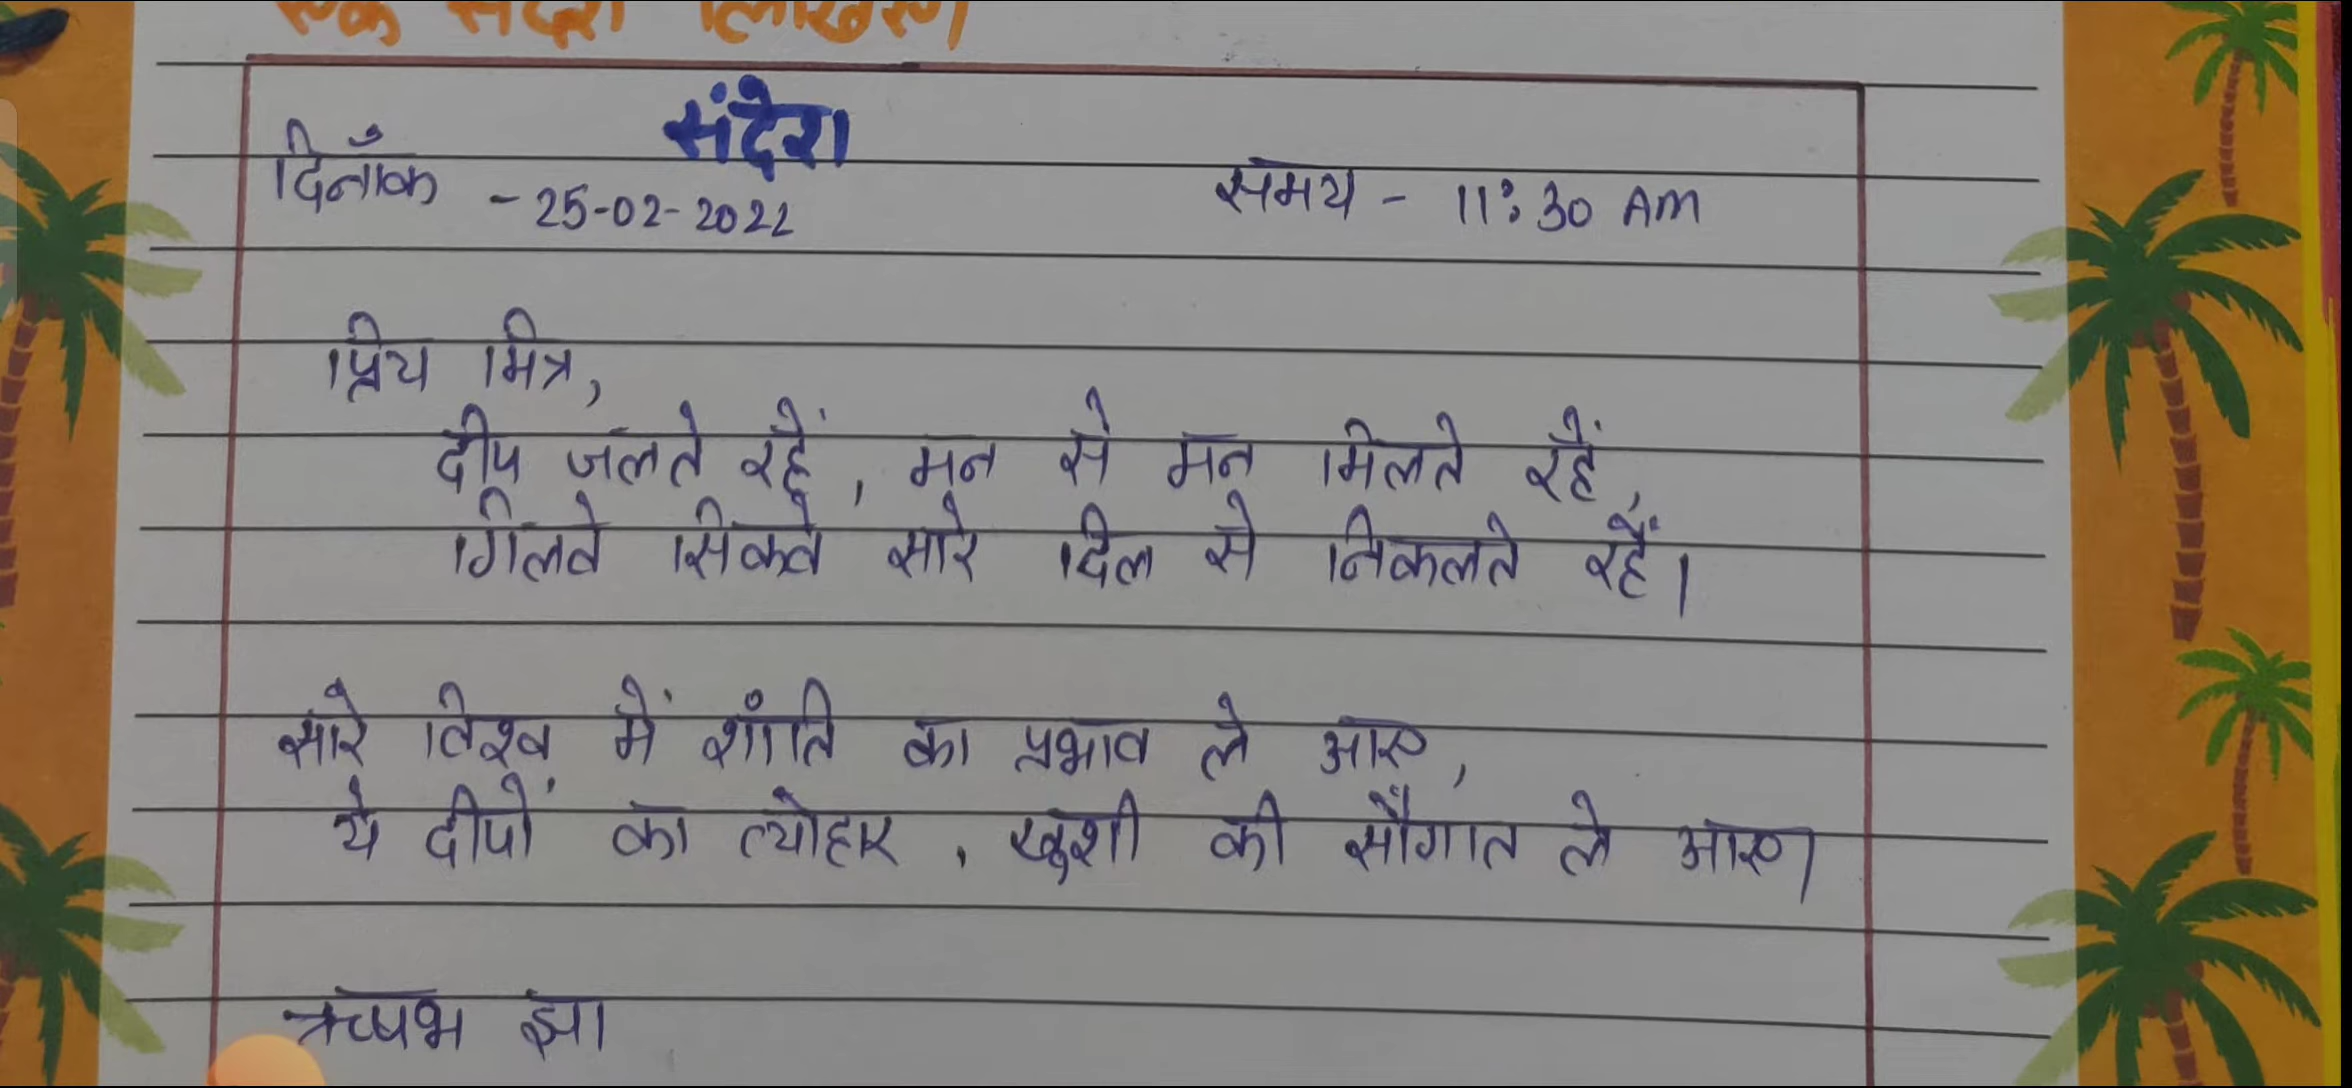 एक संदेश लिखिए।
संदेश
दिनाँक - 25-02-2022 समय - 11:30 AM
प्रिय मित्र,
दीप जलते रहें, मन से मन मिलते रहें,
गिलवे सिकवे सारे दिल से निकलते रहें।
सारे विश्व में शांति का प्रभाव ले आए,
ये दीपों का त्योहार, खुशी की सौगात ले आए।
ऋषभ झा